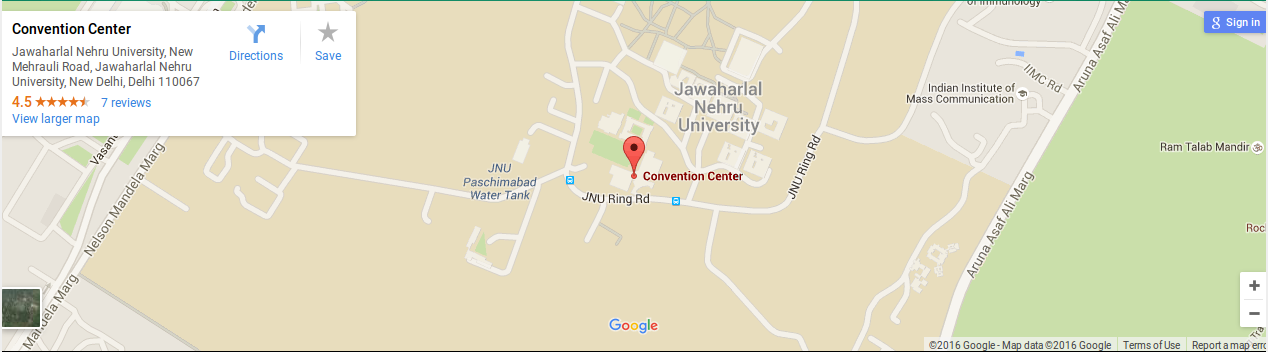 Convention Center
Jawaharlal Nehru University, New
Mehrauli Road, Jawaharlal Nehru
University, New Delhi, Delhi 110067
4.5 7 reviews
View larger map
Directions
Save
of Immunology
g Sign in
Aruna Asaf Ali Marg
IIMC Rd
Indian Institute of
Mass Communication
Jawaharlal
Nehru
University
Ram Talab Mandir
Nelson Mandela Marg
JNU
Paschimabad
Water Tank
Convention Center
JNU Ring Rd
JNU Ring Rd
Aruna Asaf Ali Marg
Mandela Marg
+
−
Google
©2016 Google - Map data ©2016 Google
Terms of Use
Report a map